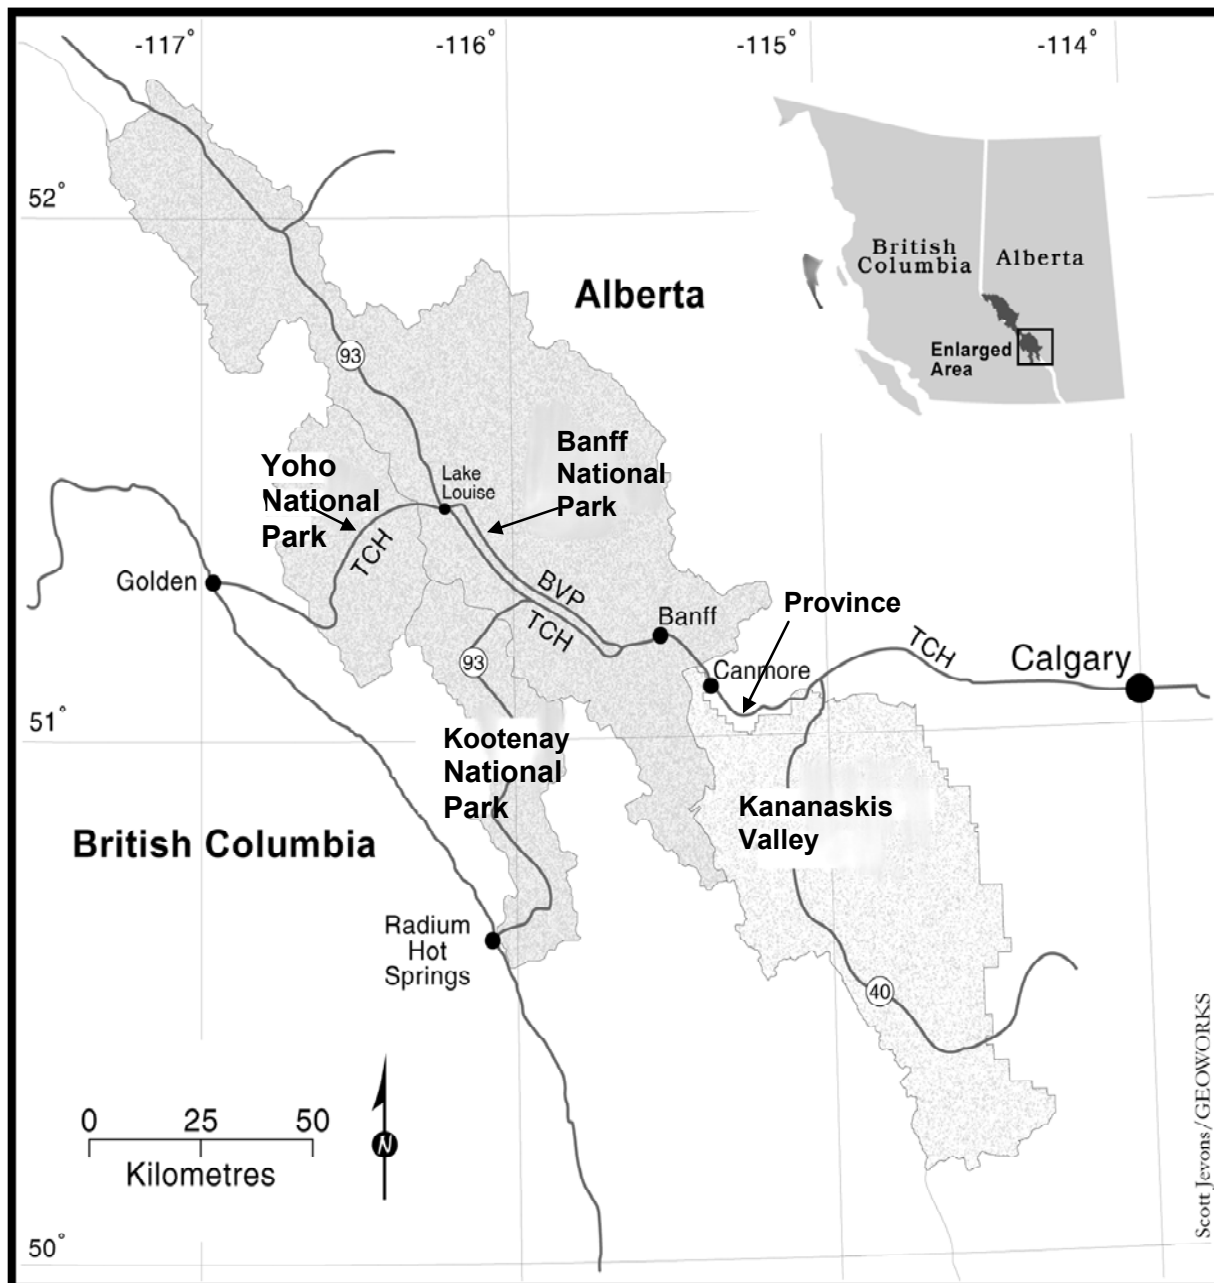 -117°
-116°
-115°
-114°
52°
British
Columbia
Alberta
Alberta
Enlarged
Area
93
Banff
National
Park
Yoho
National
Park
Lake
Louise
TCH
Golden
BVP
TCH
Banff
Province
TCH
Calgary
Canmore
93
51°
Kootenay
National
Park
Kananaskis
Valley
British Columbia
Radium
Hot
Springs
40
0 25 50
Kilometres
N
50°
Scott Jevons/GEOWORKS